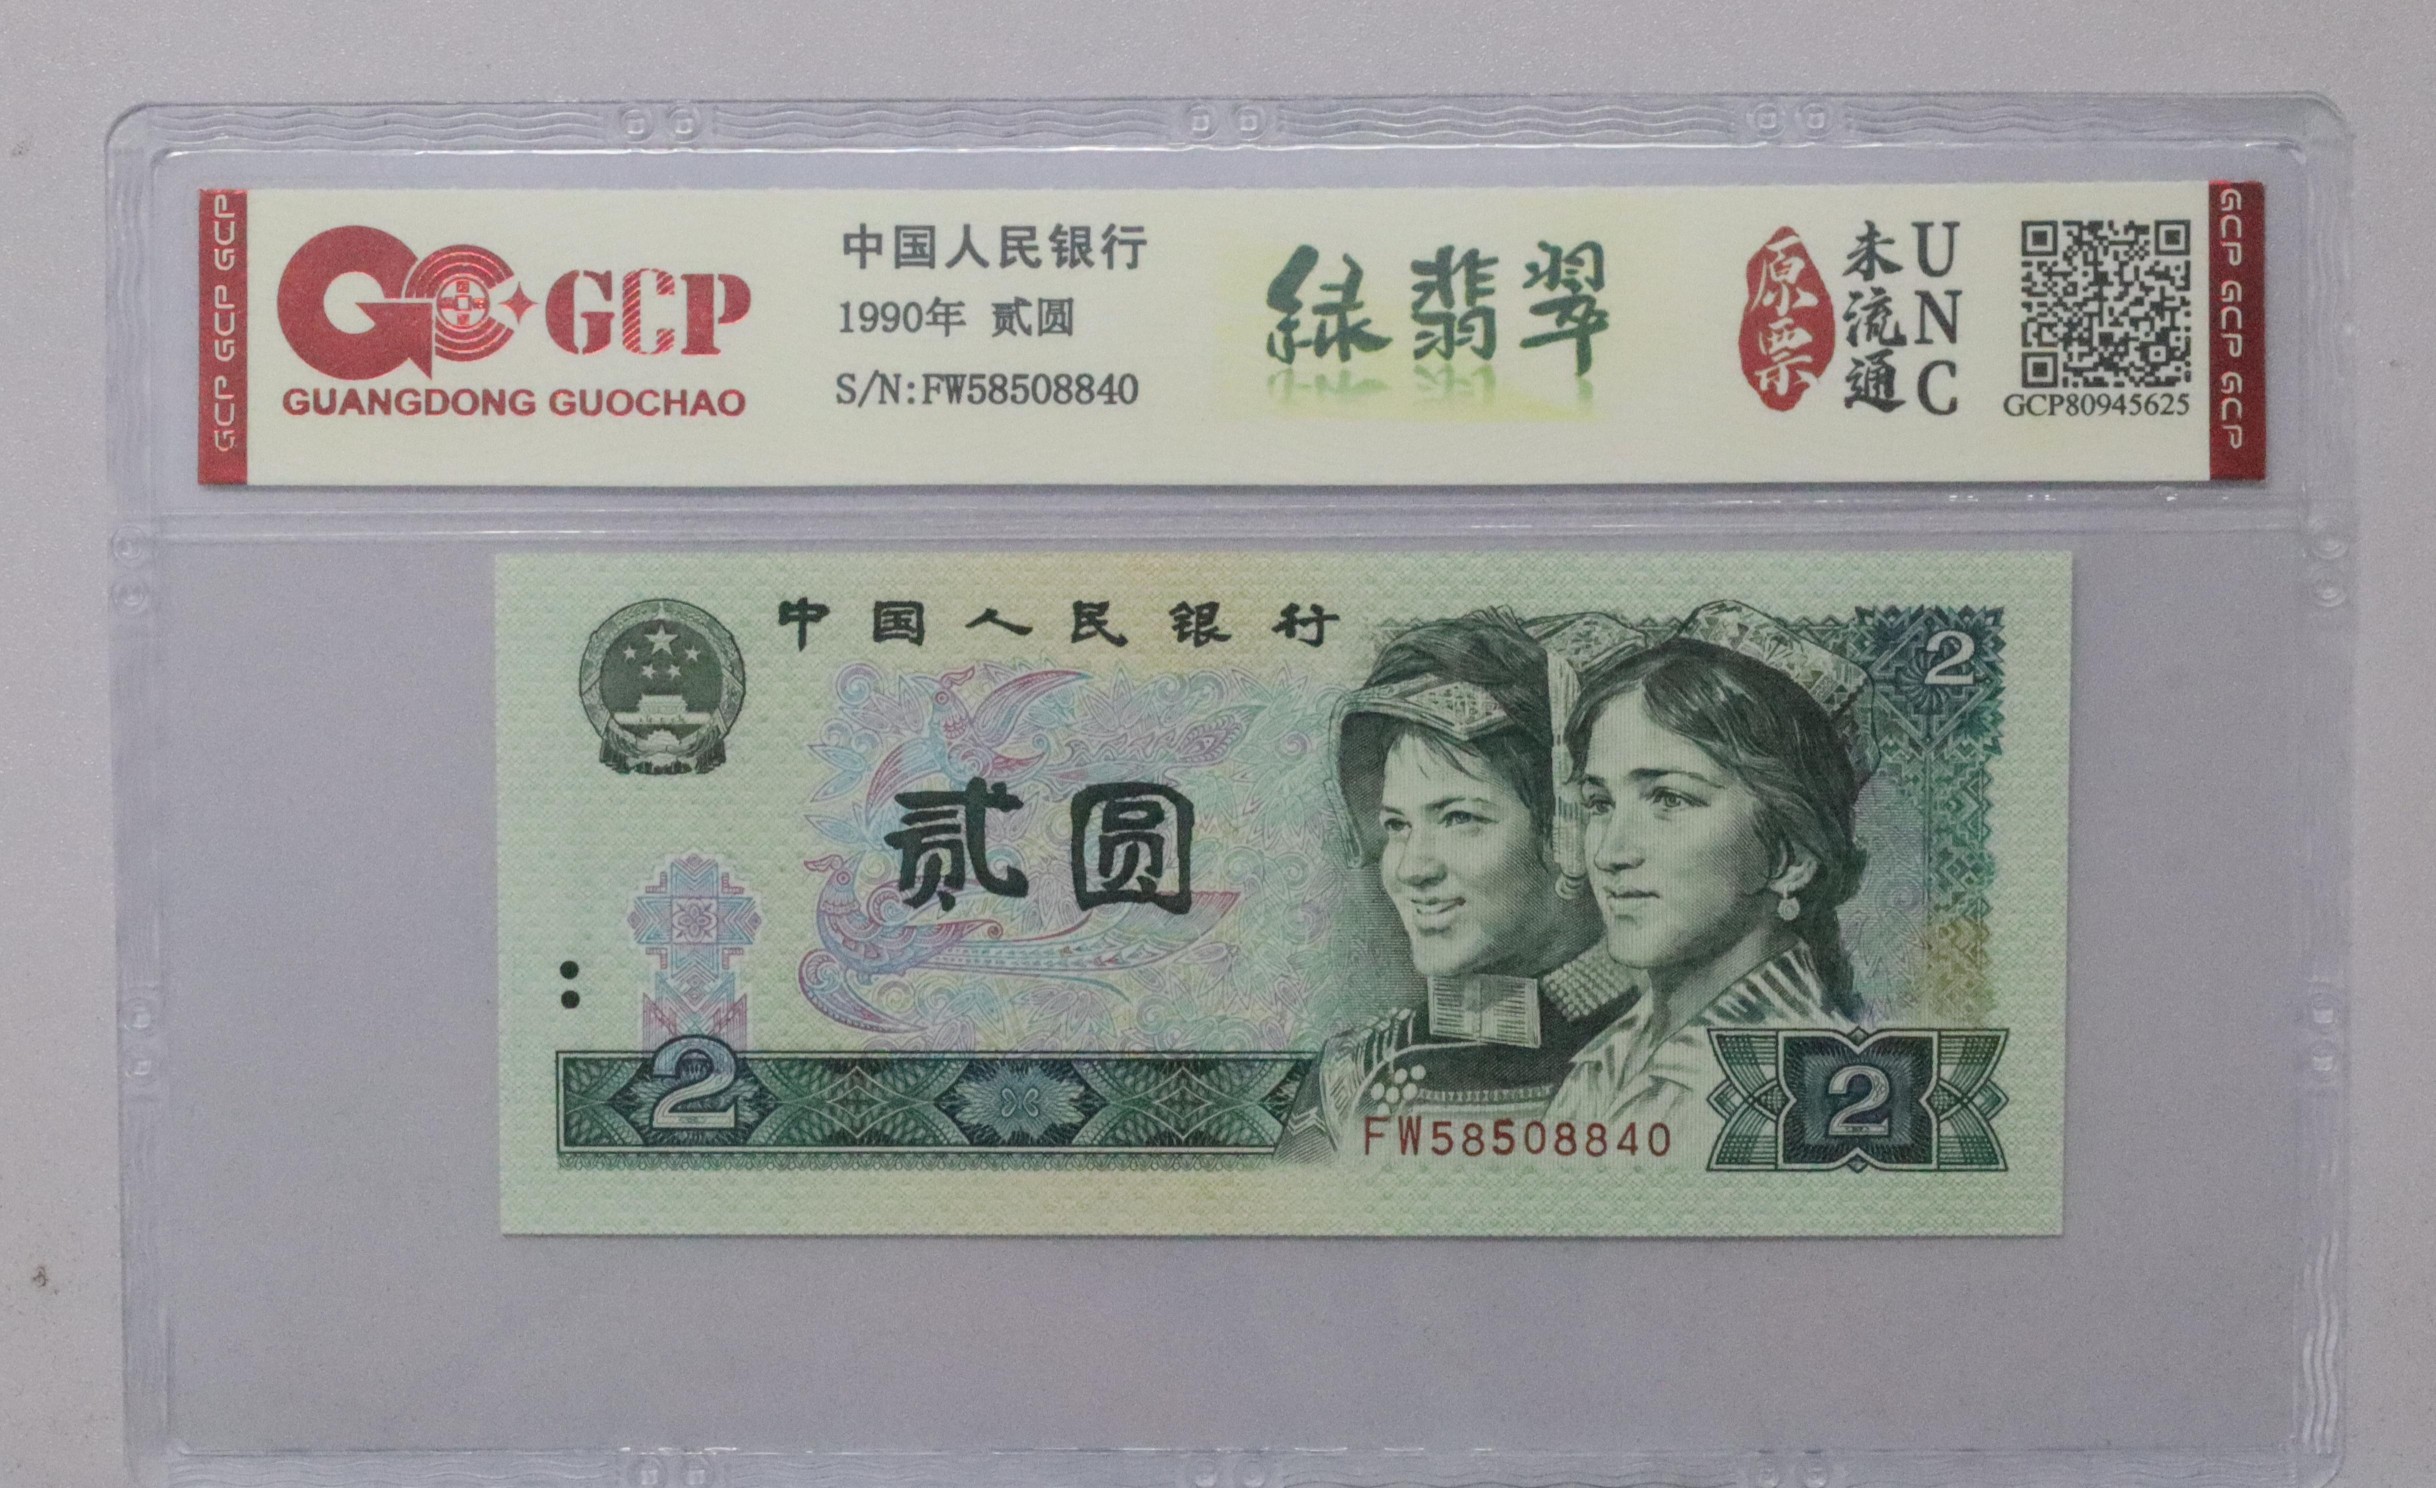 GCP GCP GCP
GCP
GUANGDONG GUOCHAO
中国人民银行
1990年 贰圆
S/N:FW58508840
绿翡翠
原票
未流通
UNC
GCP80945625
GCP GCP GCP
中国人民银行
2
贰圆
2
FW58508840
2